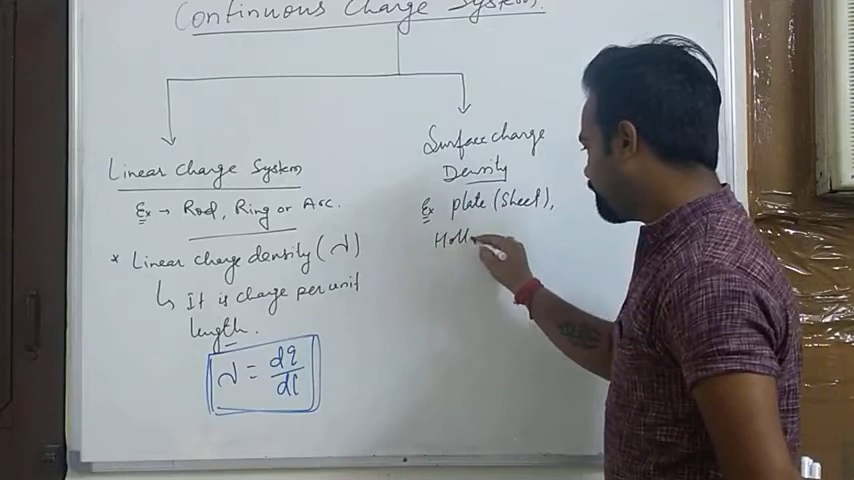 Continuous Charge System.
Linear Charge System
Ex → Rod, Ring or Arc.
* Linear charge density (λ)
↳ It is charge per unit
length.
λ = dq/dl
Surface charge
Density
Ex plate (Sheet),
Holl